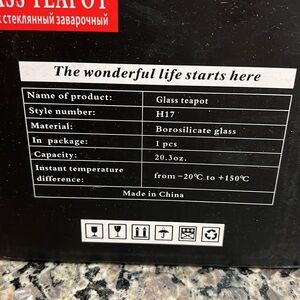 ASS TEAPOT
к стеклянный заварочный
The wonderful life starts here
Name of product: Glass teapot
Style number: H17
Material: Borosilicate glass
In package: 1 pcs
Capacity: 20.3oz.
Instant temperature difference: from -20℃ to +150℃
Made in China